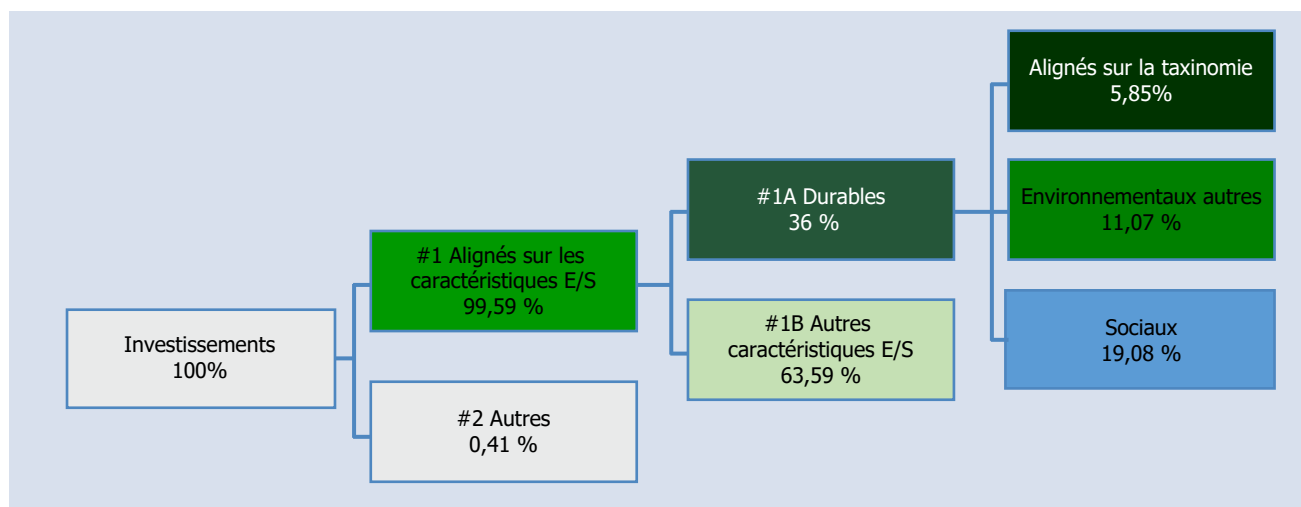 Investissements
100%
#1 Alignés sur les
caractéristiques E/S
99,59 %
#2 Autres
0,41 %
#1A Durables
36 %
#1B Autres
caractéristiques E/S
63,59 %
Alignés sur la taxinomie
5,85%
Environnementaux autres
11,07 %
Sociaux
19,08 %